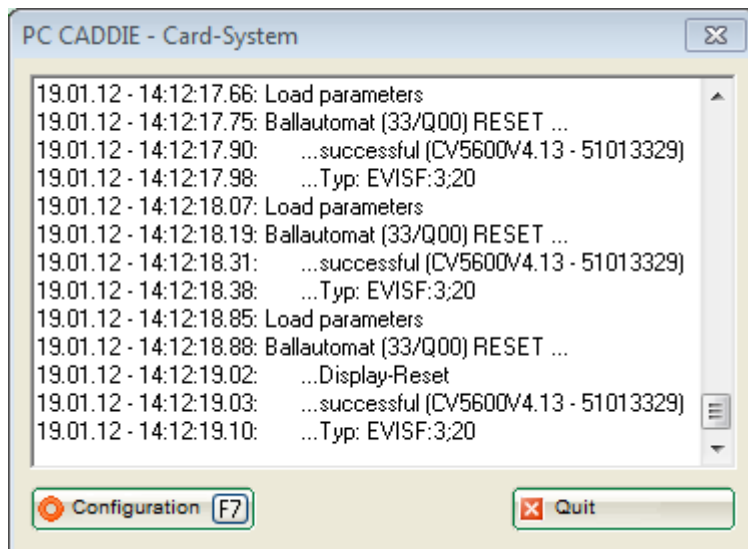 PC CADDIE - Card-System
19.01.12 - 14:12:17.66: Load parameters
19.01.12 - 14:12:17.75: Ballautomat (33/Q00) RESET ...
19.01.12 - 14:12:17.90: ...successful (CV5600V4.13 - 51013329)
19.01.12 - 14:12:17.98: ...Typ: EVISF:3;20
19.01.12 - 14:12:18.07: Load parameters
19.01.12 - 14:12:18.19: Ballautomat (33/Q00) RESET ...
19.01.12 - 14:12:18.31: ...successful (CV5600V4.13 - 51013329)
19.01.12 - 14:12:18.38: ...Typ: EVISF:3;20
19.01.12 - 14:12:18.85: Load parameters
19.01.12 - 14:12:18.88: Ballautomat (33/Q00) RESET ...
19.01.12 - 14:12:19.02: ...Display-Reset
19.01.12 - 14:12:19.03: ...successful (CV5600V4.13 - 51013329)
19.01.12 - 14:12:19.10: ...Typ: EVISF:3;20
Configuration F7 Quit